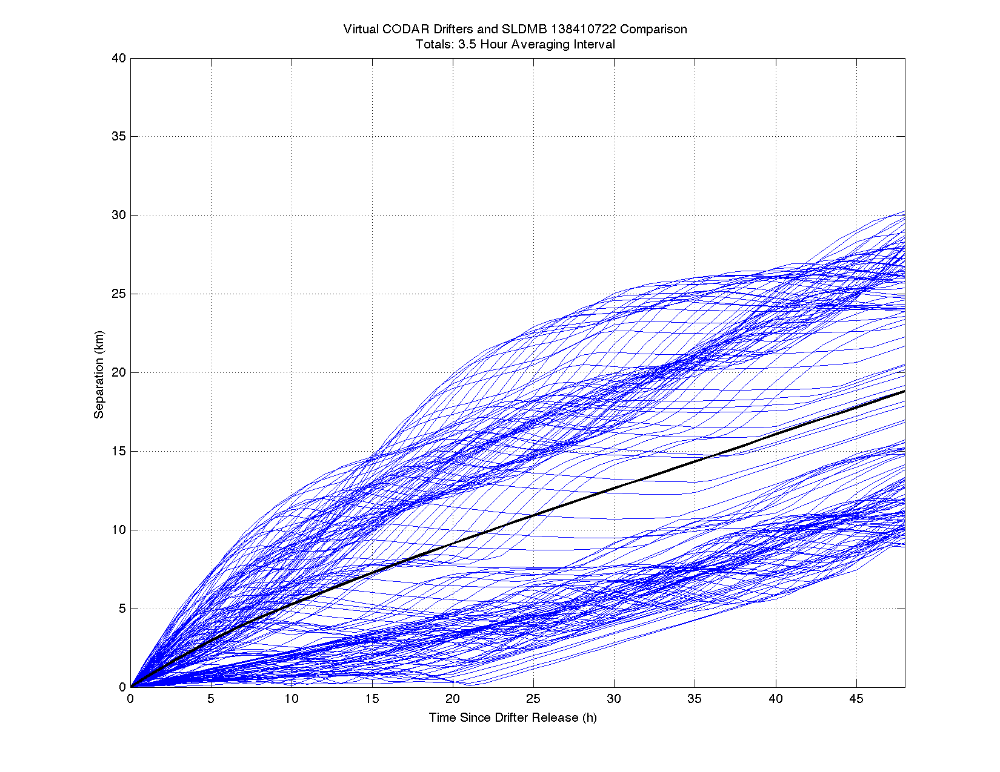 Virtual CODAR Drifters and SLDMB 138410722 Comparison
Totals: 3.5 Hour Averaging Interval
40
35
30
25
20
15
10
5
0
Separation (km)
0 5 10 15 20 25 30 35 40 45
Time Since Drifter Release (h)